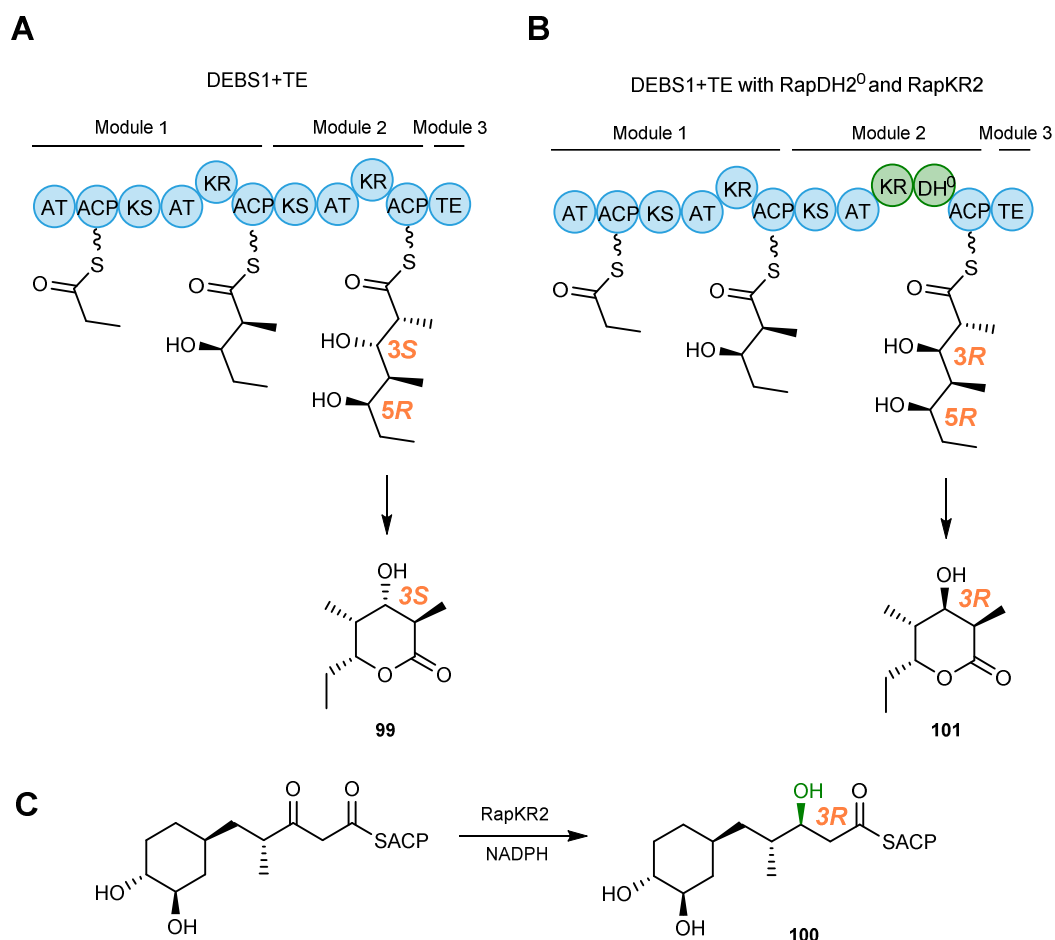 A
B
DEBS1+TE
DEBS1+TE with RapDH2⁰ and RapKR2
Module 1
Module 2
Module 3
Module 1
Module 2
Module 3
AT ACP KS AT KR ACP KS AT KR ACP TE
AT ACP KS AT KR ACP KS AT KR DH⁰ ACP TE
S
O
S
O
HO
S
O
HO
3S
HO
5R
S
O
S
O
HO
S
O
HO
3R
HO
5R
OH
3S
O
O
99
OH
3R
O
O
101
C
O
O
SACP
HO
OH
RapKR2
NADPH
OH
O
3R
SACP
HO
OH
100